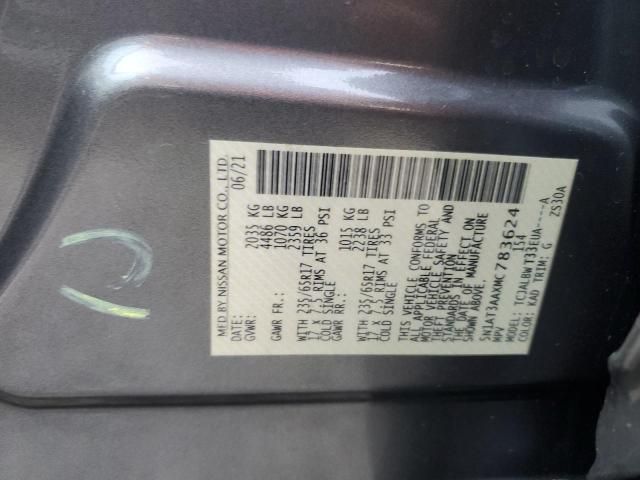 MFD BY NISSAN MOTOR CO., LTD.
DATE: 06/21
GVWR: 2035 KG
4486 LB
GAWR FR.: 1070 KG
2359 LB
WITH 235/65R17 TIRES
17 X 7.5 RIMS AT 36 PSI
COLD SINGLE
GAWR RR.: 1015 KG
2238 LB
WITH 235/65R17 TIRES
17 X 7.5 RIMS AT 33 PSI
COLD SINGLE
THIS VEHICLE CONFORMS TO
ALL APPLICABLE FEDERAL
MOTOR VEHICLE SAFETY AND
THEFT PREVENTION
STANDARDS IN EFFECT ON
THE DATE OF MANUFACTURE
SHOWN ABOVE.
5N1AT3AAXMC783624
MPV
TYPE: TCJALBWT33EUA-----A
COLOR: KAD 154
TRIM: G ZS30A